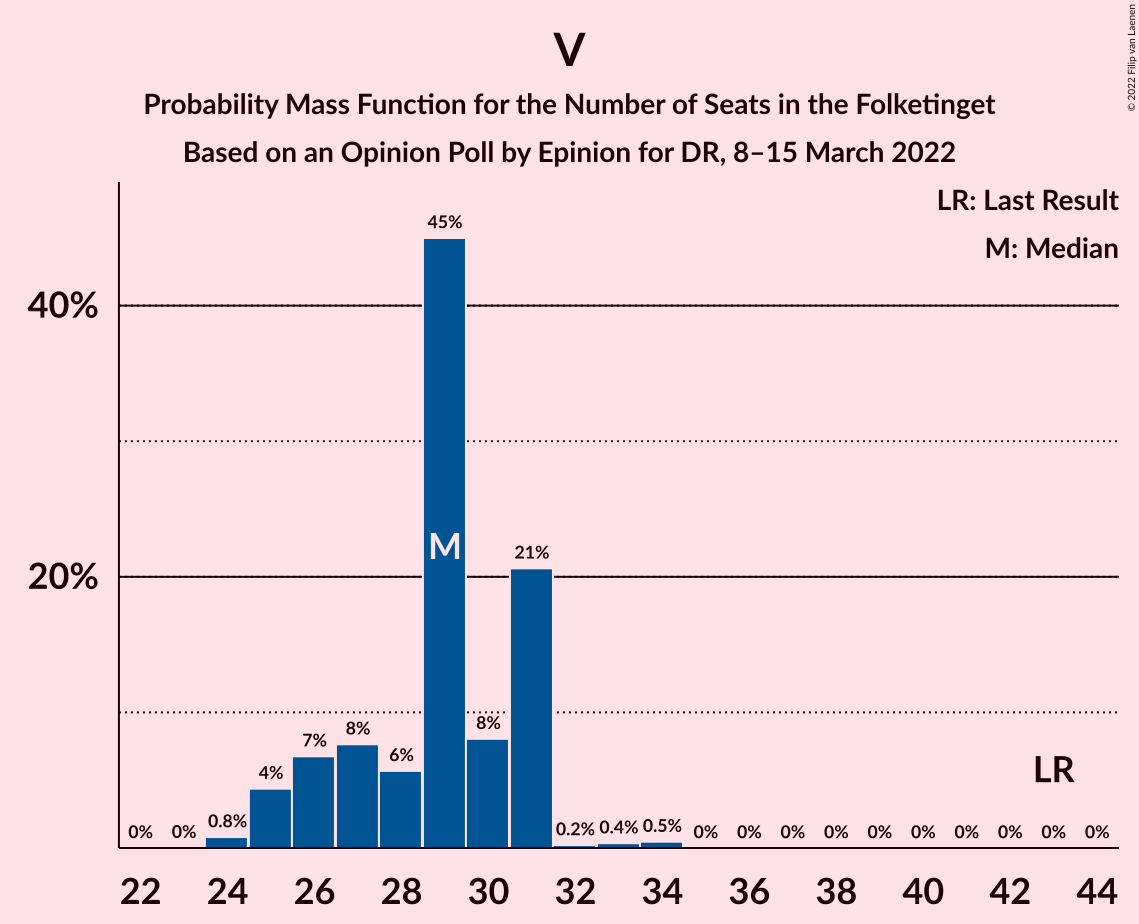 V
Probability Mass Function for the Number of Seats in the Folketinget
Based on an Opinion Poll by Epinion for DR, 8–15 March 2022
© 2022 Filip van Laenen
LR: Last Result
M: Median
40%
20%
0% 0% 0.8% 4% 7% 8% 6% 45% 8% 21% 0.2% 0.4% 0.5% 0% 0% 0% 0% 0% 0% 0% 0% 0% 0%
M
LR
22 24 26 28 30 32 34 36 38 40 42 44